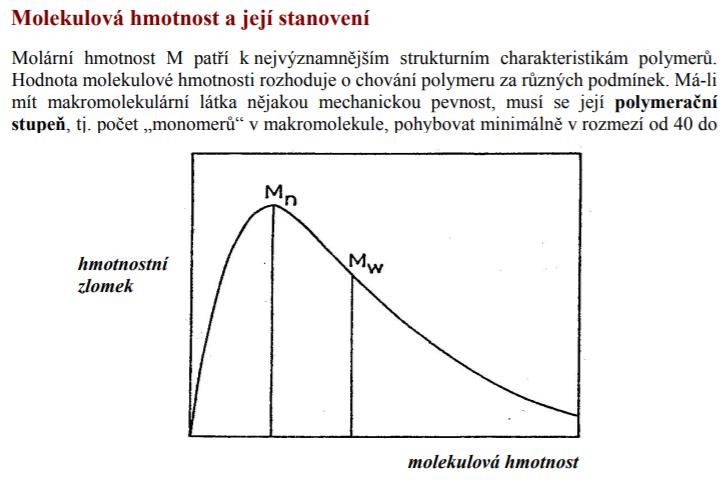 Molekulová hmotnost a její stanovení
Molární hmotnost M patří k nejvýznamnějším strukturním charakteristikám polymerů.
Hodnota molekulové hmotnosti rozhoduje o chování polymeru za různých podmínek. Má-li
mít makromolekulární látka nějakou mechanickou pevnost, musí se její polymerační
stupeň, tj. počet „monomerů“ v makromolekule, pohybovat minimálně v rozmezí od 40 do
Mn
Mw
hmotnostní
zlomek
molekulová hmotnost